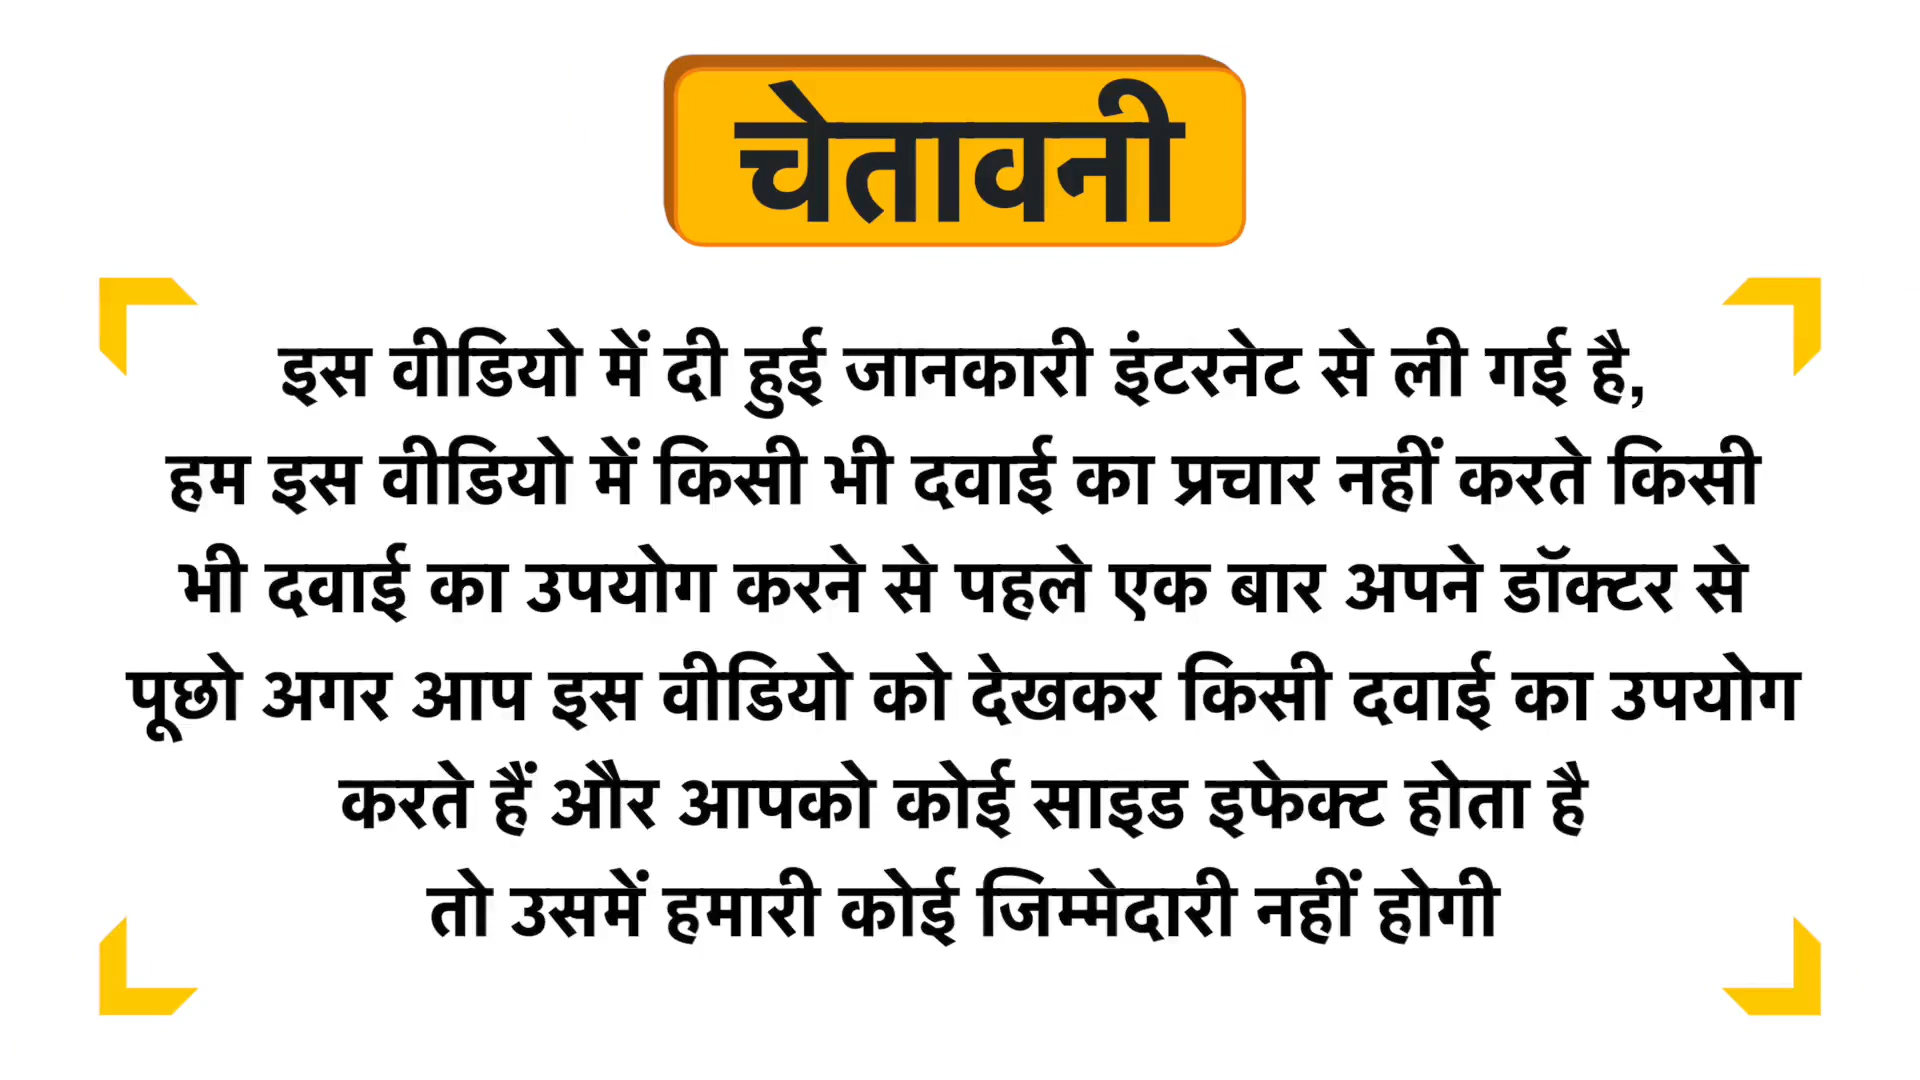 चेतावनी
इस वीडियो में दी हुई जानकारी इंटरनेट से ली गई है,
हम इस वीडियो में किसी भी दवाई का प्रचार नहीं करते किसी
भी दवाई का उपयोग करने से पहले एक बार अपने डॉक्टर से
पूछो अगर आप इस वीडियो को देखकर किसी दवाई का उपयोग
करते हैं और आपको कोई साइड इफेक्ट होता है
तो उसमें हमारी कोई जिम्मेदारी नहीं होगी